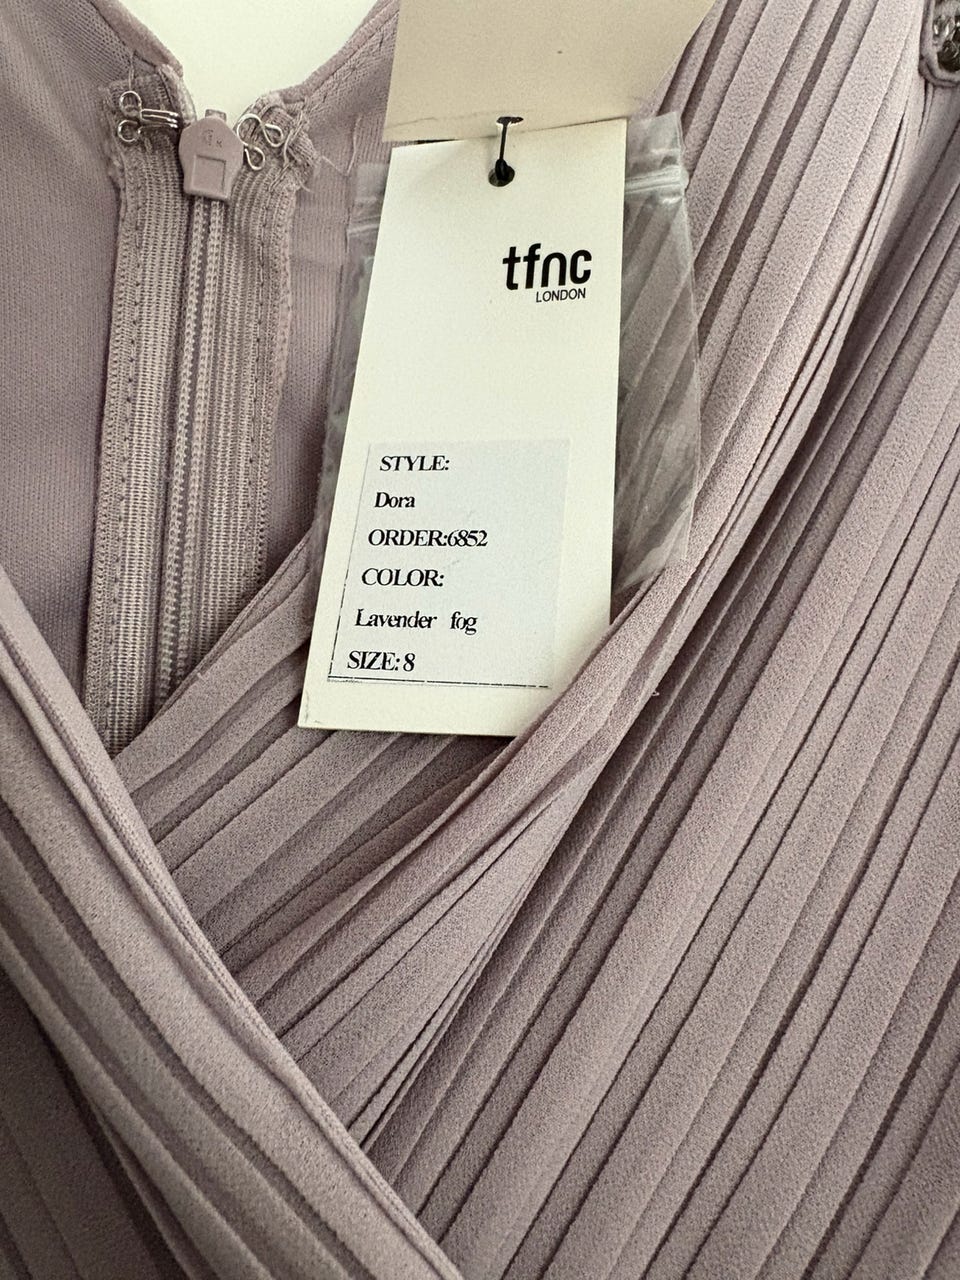 tfnc
LONDON
STYLE:
Dora
ORDER:6852
COLOR:
Lavender fog
SIZE: 8